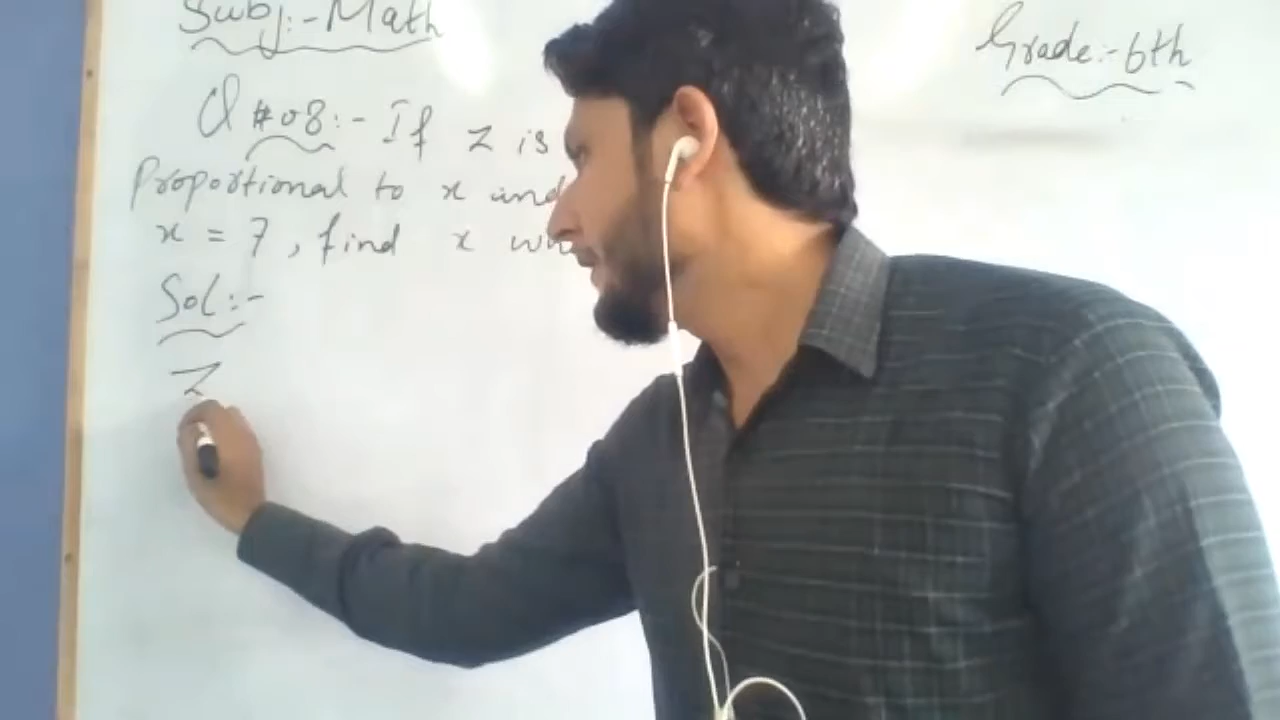 Subj:- Math
Grade:- 6th
Q #08:- If z is
Proportional to x and
x = 7, find x
Sol:-
Z